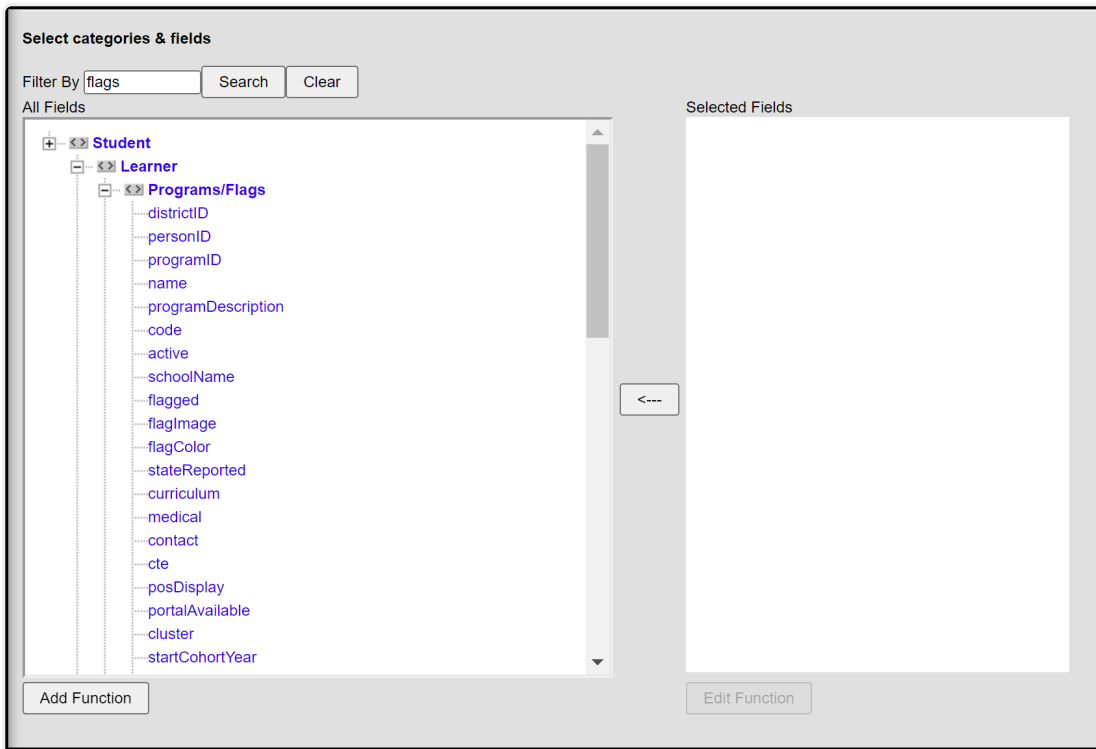 Select categories & fields
Filter By flags Search Clear
All Fields
Selected Fields
Student
Learner
Programs/Flags
districtID
personID
programID
name
programDescription
code
active
schoolName
flagged
flagImage
flagColor
stateReported
curriculum
medical
contact
cte
posDisplay
portalAvailable
cluster
startCohortYear
<---
Add Function
Edit Function